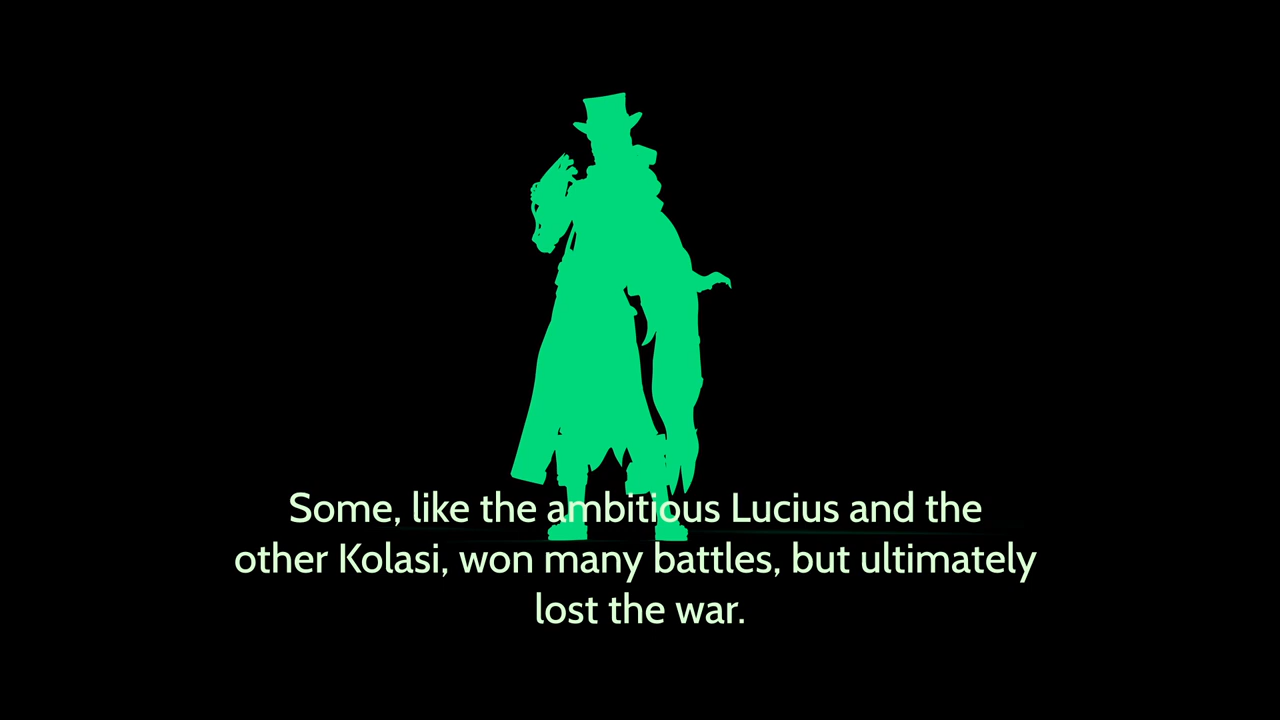 Some, like the ambitious Lucius and the
other Kolasi, won many battles, but ultimately
lost the war.